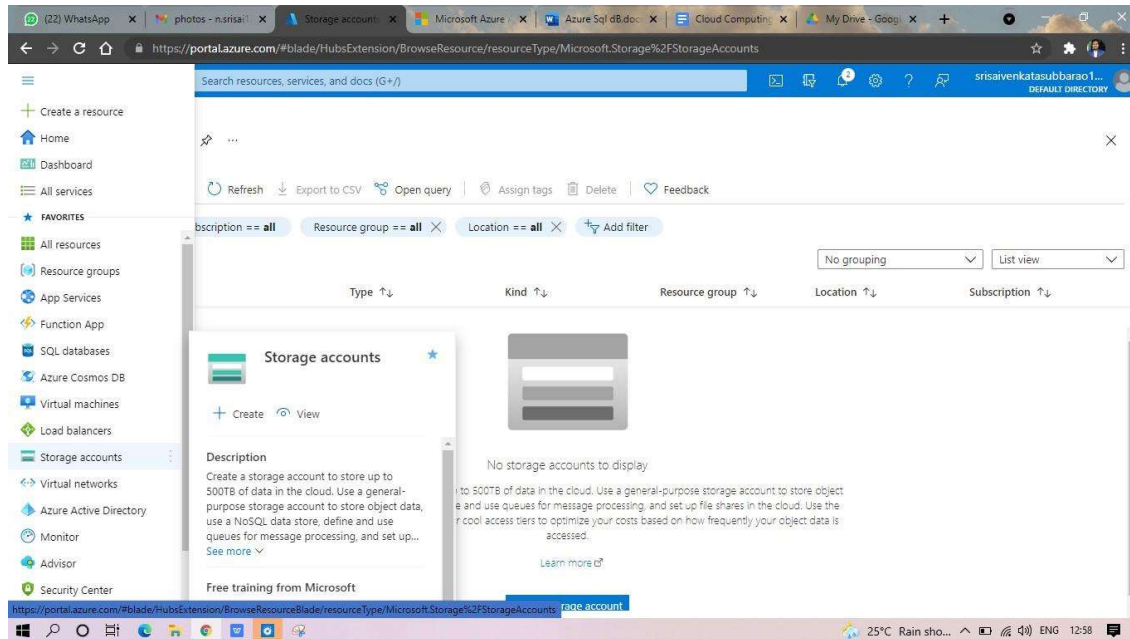 (22) WhatsApp
photos - n.srisai1
Storage accounts
Microsoft Azure
Azure Sql dB.doc
Cloud Computing
My Drive - Goog
https://portal.azure.com/#blade/HubsExtension/BrowseResource/resourceType/Microsoft.Storage%2FStorageAccounts
Search resources, services, and docs (G+/)
2
srisaivenkatasubbarao1...
DEFAULT DIRECTORY
Create a resource
Home
Dashboard
All services
FAVORITES
All resources
Resource groups
App Services
Function App
SQL databases
Azure Cosmos DB
Virtual machines
Load balancers
Storage accounts
Virtual networks
Azure Active Directory
Monitor
Advisor
Security Center
...
Refresh Export to CSV Open query Assign tags Delete Feedback
bscription == all Resource group == all Location == all Add filter
No grouping List view
Type Kind Resource group Location Subscription
Storage accounts
Create View
Description
Create a storage account to store up to
500TB of data in the cloud. Use a general-
purpose storage account to store object data,
use a NoSQL data store, define and use
queues for message processing, and set up...
See more
Free training from Microsoft
No storage accounts to display
to 500TB of data in the cloud. Use a general-purpose storage account to store object
e and use queues for message processing, and set up file shares in the cloud. Use the
r cool access tiers to optimize your costs based on how frequently your object data is
accessed.
Learn more
rage account
https://portal.azure.com/#blade/HubsExtension/BrowseResourceBlade/resourceType/Microsoft.Storage%2FStorageAccounts
25°C Rain sho... ENG 12:58